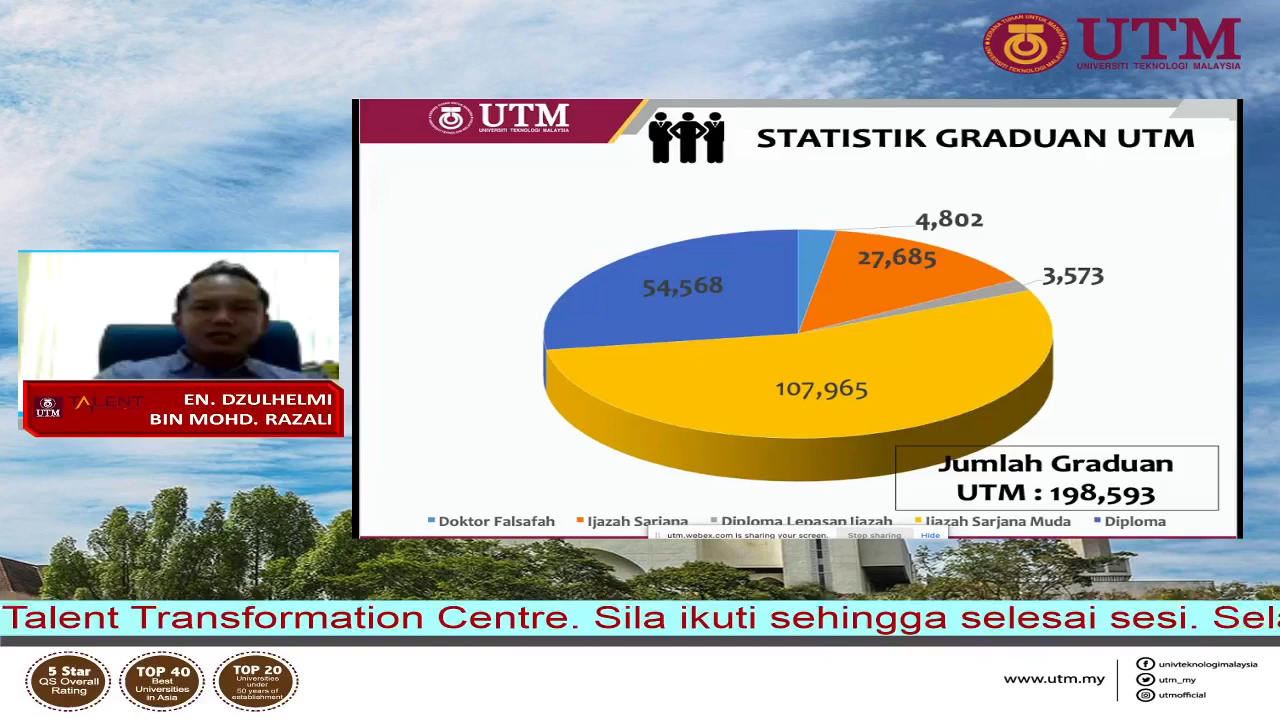 UTM
UNIVERSITI TEKNOLOGI MALAYSIA
UTM
UNIVERSITI TEKNOLOGI MALAYSIA
STATISTIK GRADUAN UTM
4,802
27,685
3,573
54,568
107,965
Jumlah Graduan
UTM : 198,593
Doktor Falsafah Ijazah Sarjana Diploma Lepasan Ijazah Ijazah Sarjana Muda Diploma
utm.webex.com is sharing your screen. Stop sharing Hide
UTM TALENT
EN. DZULHELMI
BIN MOHD. RAZALI
Talent Transformation Centre. Sila ikuti sehingga selesai sesi. Sela
5 Star
QS Overall
Rating
TOP 40
Best
Universities
in Asia
TOP 20
Universities
under
50 years of
establishment
www.utm.my
univteknologimalaysia
utm_my
utmofficial